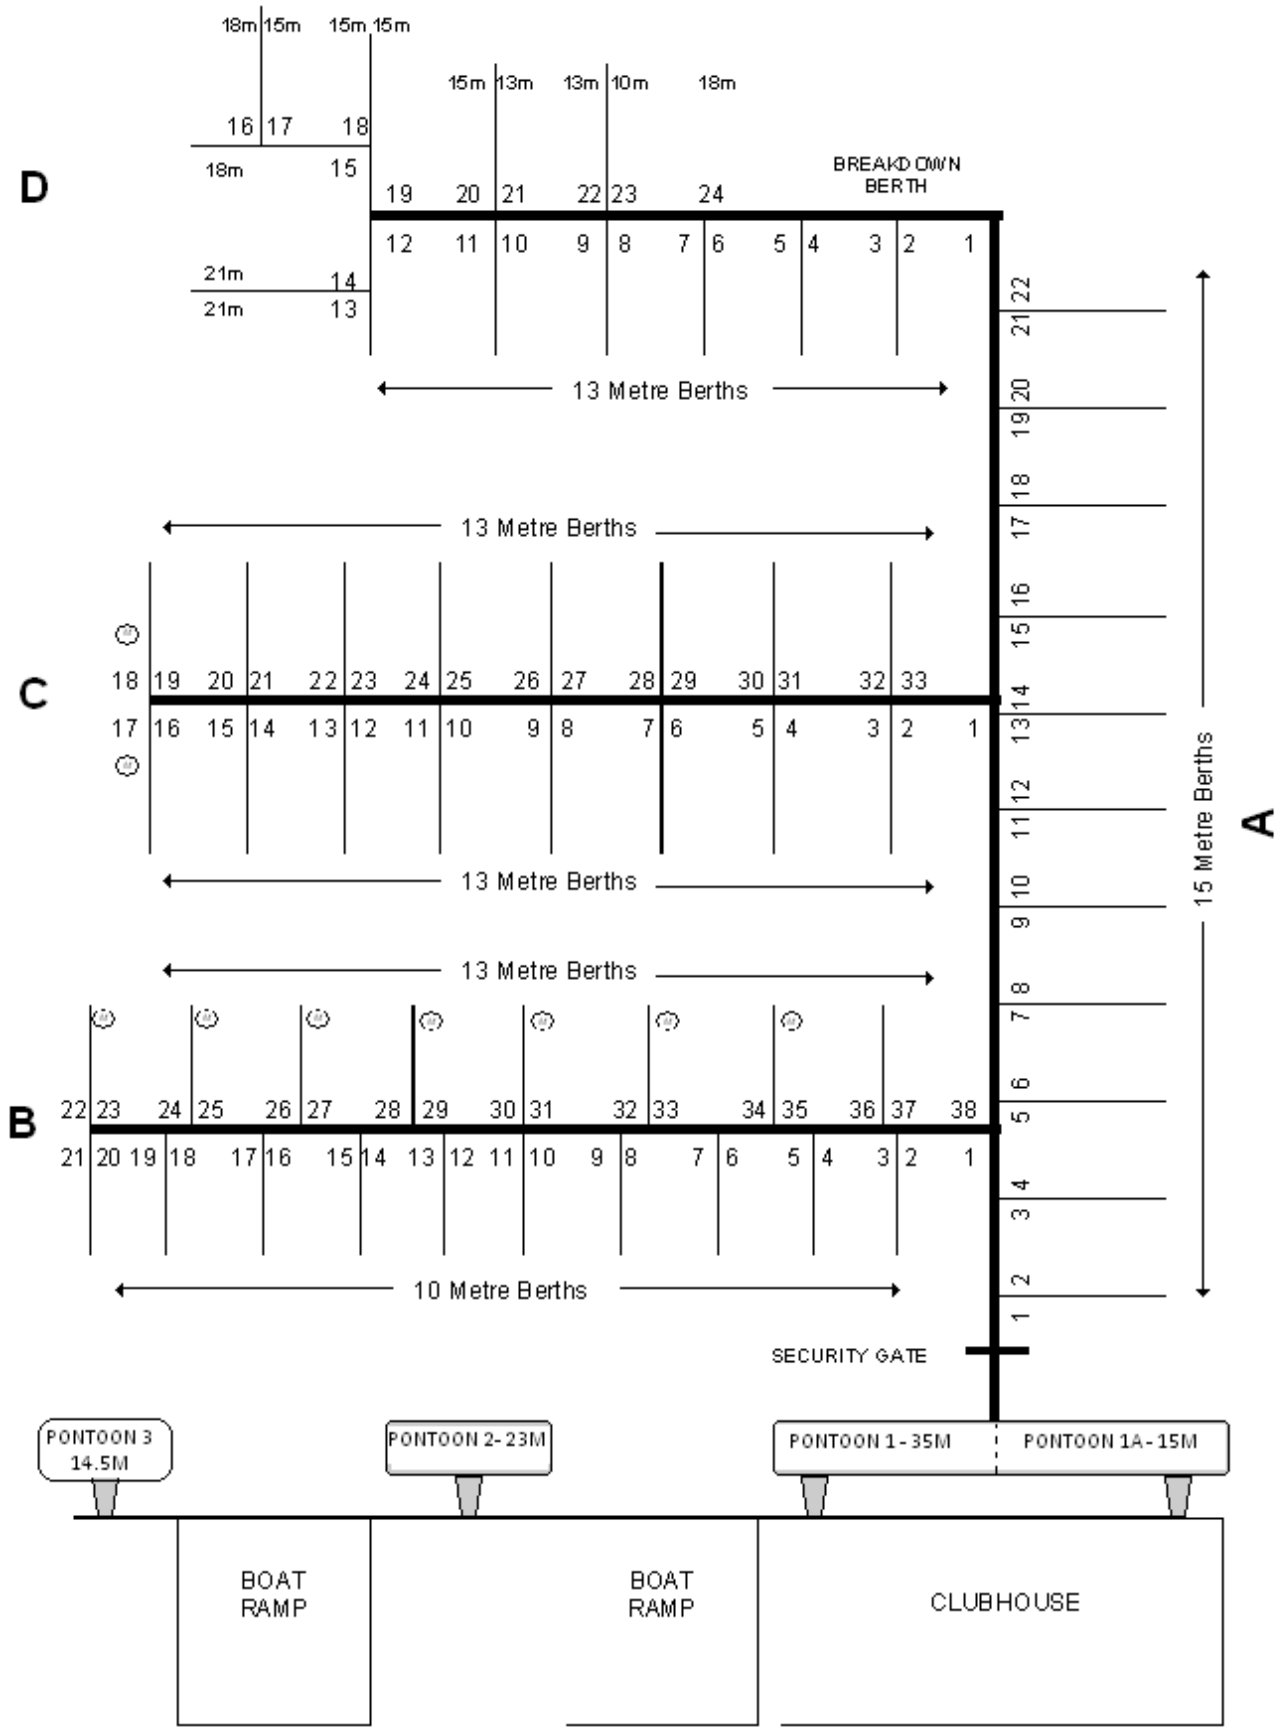 18m 15m 15m 15m
15m 13m 13m 10m 18m
16 17 18
18m 15
BREAKDOWN
BERTH
D
19 20 21 22 23 24
12 11 10 9 8 7 6 5 4 3 2 1
21m 14
21m 13
22
21
13 Metre Berths
20
19
18
13 Metre Berths
17
16
15
C
18 19 20 21 22 23 24 25 26 27 28 29 30 31 32 33
14
17 16 15 14 13 12 11 10 9 8 7 6 5 4 3 2 1
13
12
11
15 Metre Berths
A
13 Metre Berths
10
9
13 Metre Berths
8
7
6
B
22 23 24 25 26 27 28 29 30 31 32 33 34 35 36 37 38
5
21 20 19 18 17 16 15 14 13 12 11 10 9 8 7 6 5 4 3 2 1
4
3
10 Metre Berths
2
1
SECURITY GATE
PONTOON 3
14.5M
PONTOON 2-23M
PONTOON 1-35M
PONTOON 1A-15M
BOAT
RAMP
BOAT
RAMP
CLUBHOUSE